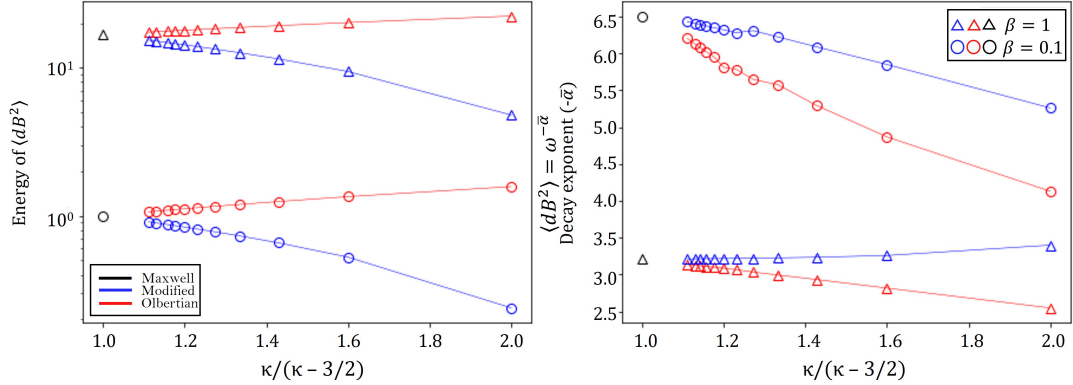 Energy of ⟨dB²⟩
10¹
10⁰
Maxwell
Modified
Olbertian
1.0 1.2 1.4 1.6 1.8 2.0
κ/(κ – 3/2)
⟨dB²⟩ = ω^{−ᾱ}
Decay exponent (-ᾱ)
6.5
6.0
5.5
5.0
4.5
4.0
3.5
3.0
2.5
β = 1
β = 0.1
1.0 1.2 1.4 1.6 1.8 2.0
κ/(κ – 3/2)